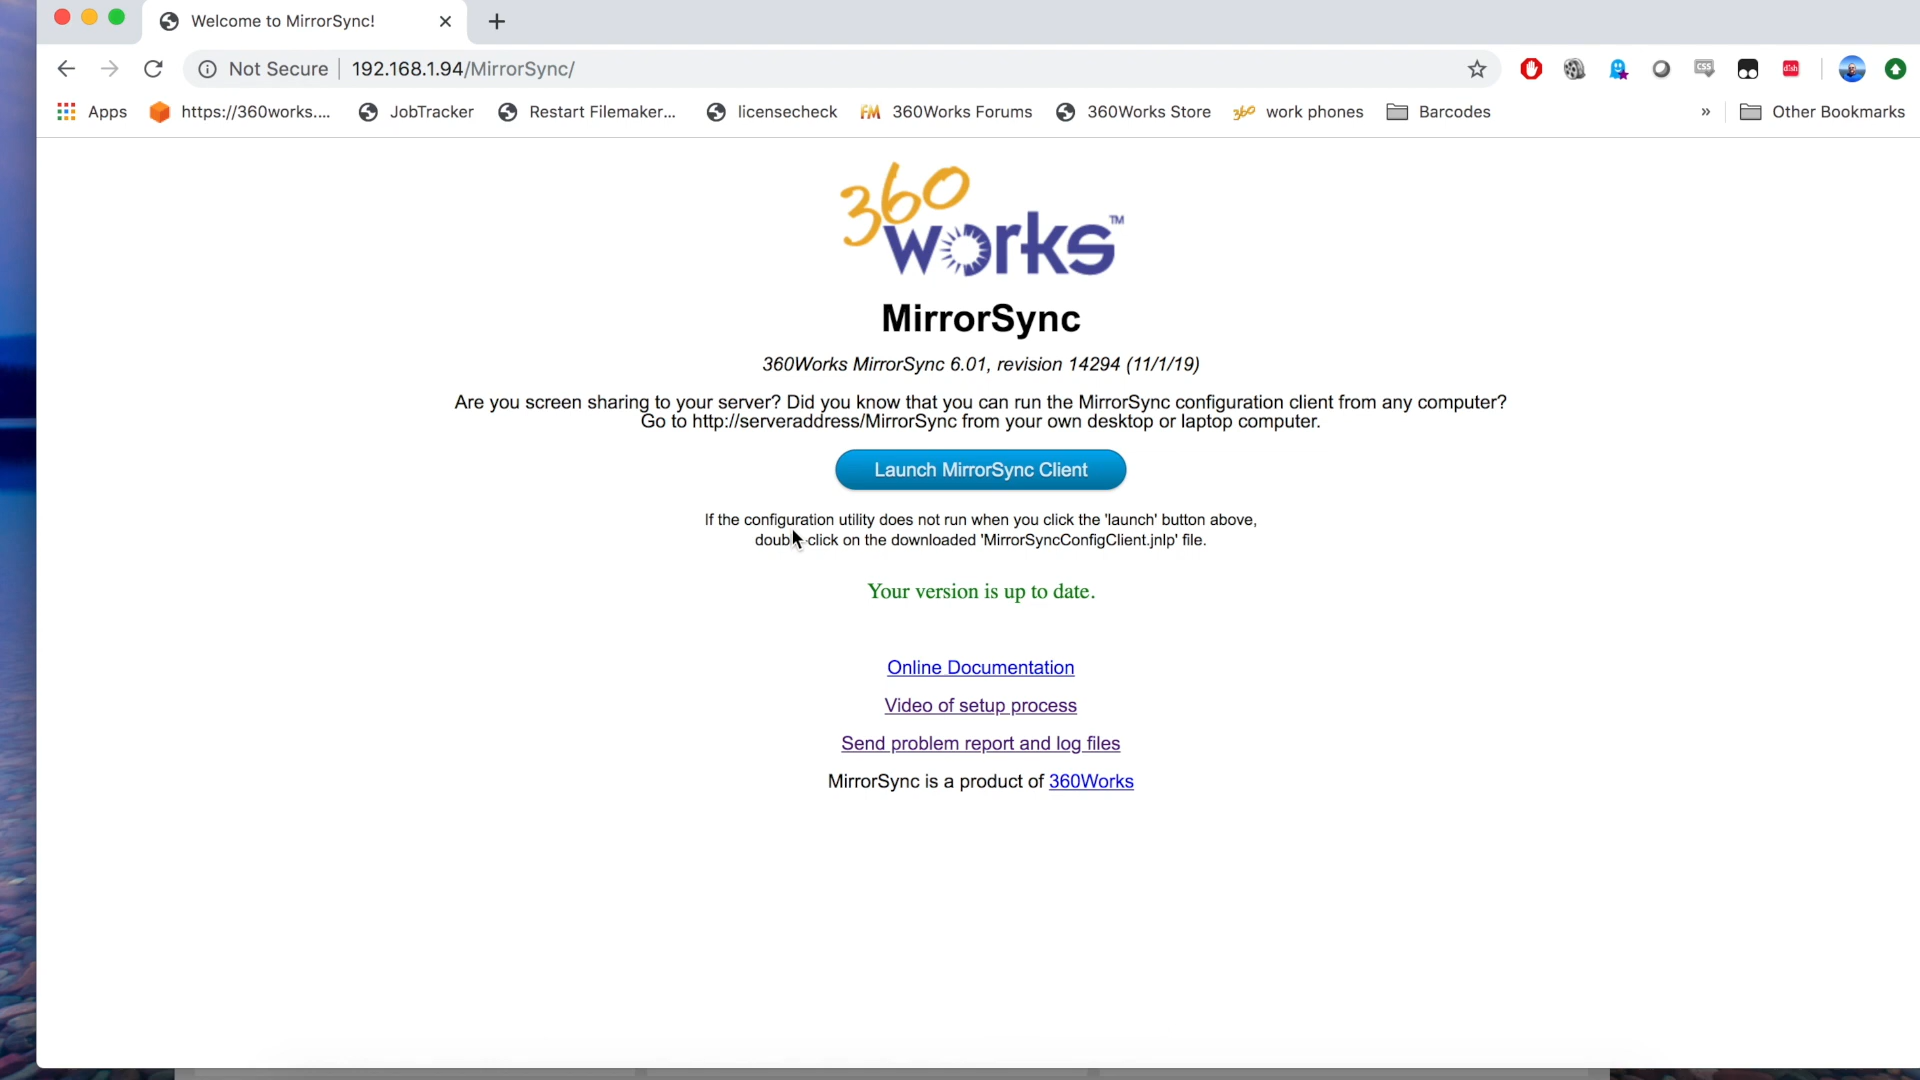 Welcome to MirrorSync!
Not Secure
192.168.1.94/MirrorSync/
CSS
dish
Apps
https://360works....
JobTracker
Restart Filemaker...
licensecheck
FM
360Works Forums
360Works Store
360
work phones
Barcodes
»
Other Bookmarks
360
works™
MirrorSync
360Works MirrorSync 6.01, revision 14294 (11/1/19)
Are you screen sharing to your server? Did you know that you can run the MirrorSync configuration client from any computer?
Go to http://serveraddress/MirrorSync from your own desktop or laptop computer.
Launch MirrorSync Client
If the configuration utility does not run when you click the 'launch' button above,
double-click on the downloaded 'MirrorSyncConfigClient.jnlp' file.
Your version is up to date.
Online Documentation
Video of setup process
Send problem report and log files
MirrorSync is a product of 360Works